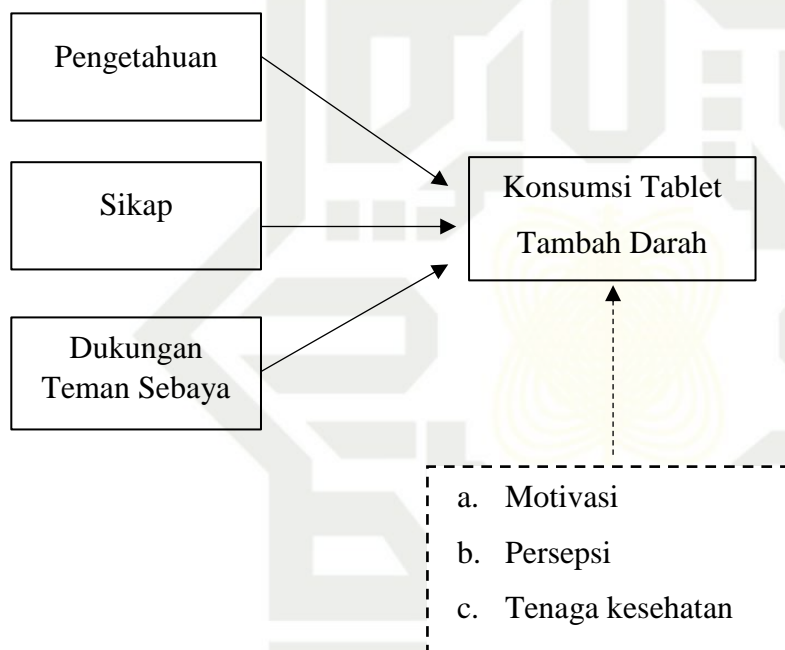 Pengetahuan
Sikap
Dukungan
Teman Sebaya
Konsumsi Tablet
Tambah Darah
a. Motivasi
b. Persepsi
c. Tenaga kesehatan